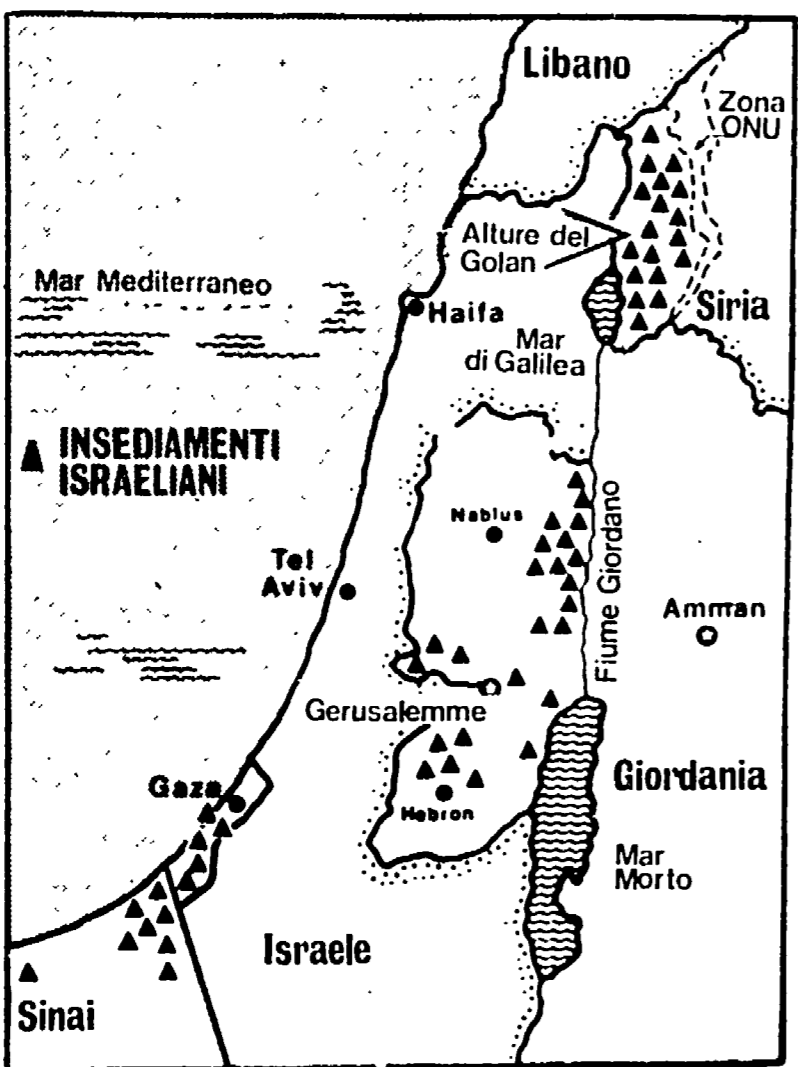 Libano
Zona
ONU
Alture del
Golan
Mar Mediterraneo
Haifa
Siria
Mar
di Galilea
INSEDIAMENTI
ISRAELIANI
Nablus
Fiume Giordano
Tel
Aviv
Amman
Gerusalemme
Gaza
Giordania
Hebron
Mar
Morto
Israele
Sinai